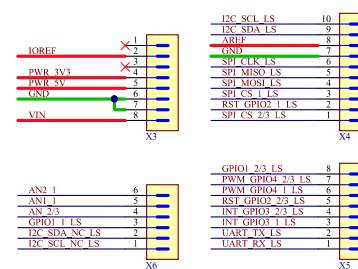 1
IOREF 2
3
PWR_3V3 4
PWR_5V 5
GND 6
7
VIN 8
X3
I2C_SCL_LS 10
I2C_SDA_LS 9
AREF 8
GND 7
SPI_CLK_LS 6
SPI_MISO_LS 5
SPI_MOSI_LS 4
SPI_CS_1_LS 3
RST_GPIO2_1_LS 2
SPI_CS_2/3_LS 1
X4
AN2_1 6
AN1_1 5
AN_2/3 4
GPIO1_1_LS 3
I2C_SDA_NC_LS 2
I2C_SCL_NC_LS 1
X6
GPIO1_2/3_LS 8
PWM_GPIO4_2/3_LS 7
PWM_GPIO4_1_LS 6
RST_GPIO2_2/3_LS 5
INT_GPIO3_2/3_LS 4
INT_GPIO3_1_LS 3
UART_TX_LS 2
UART_RX_LS 1
X5